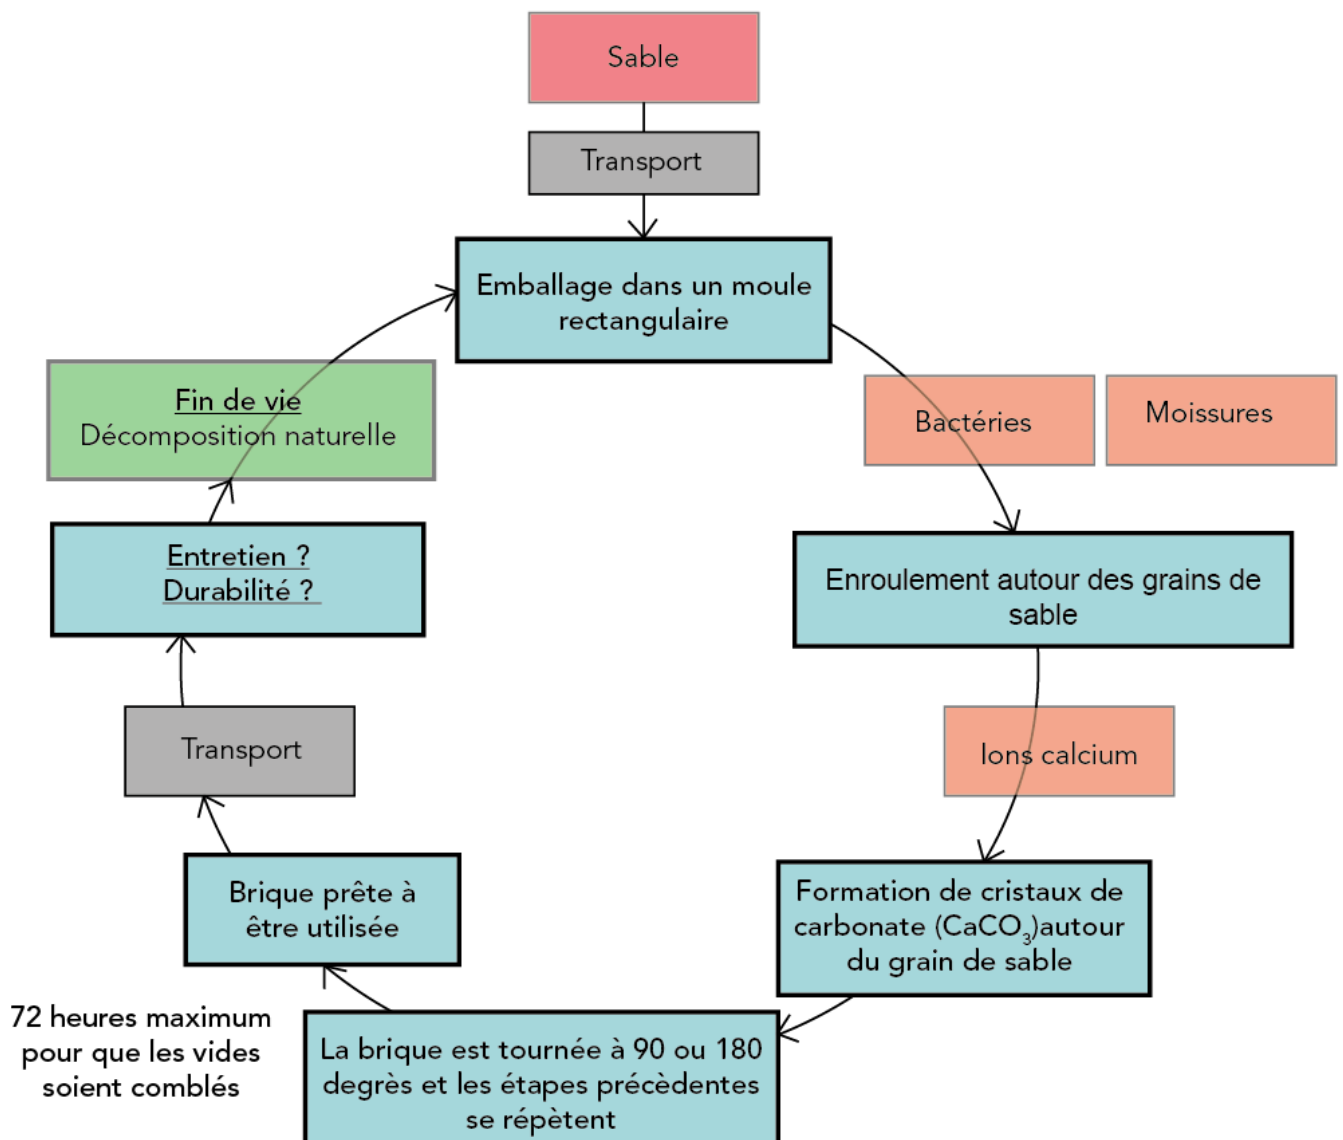 Sable
Transport
Emballage dans un moule
rectangulaire
Fin de vie
Décomposition naturelle
Bactéries
Moissures
Entretien ?
Durabilité ?
Enroulement autour des grains de
sable
Transport
Ions calcium
Brique prête à
être utilisée
Formation de cristaux de
carbonate (CaCO₃)autour
du grain de sable
72 heures maximum
pour que les vides
soient comblés
La brique est tournée à 90 ou 180
degrès et les étapes précèdentes
se répètent